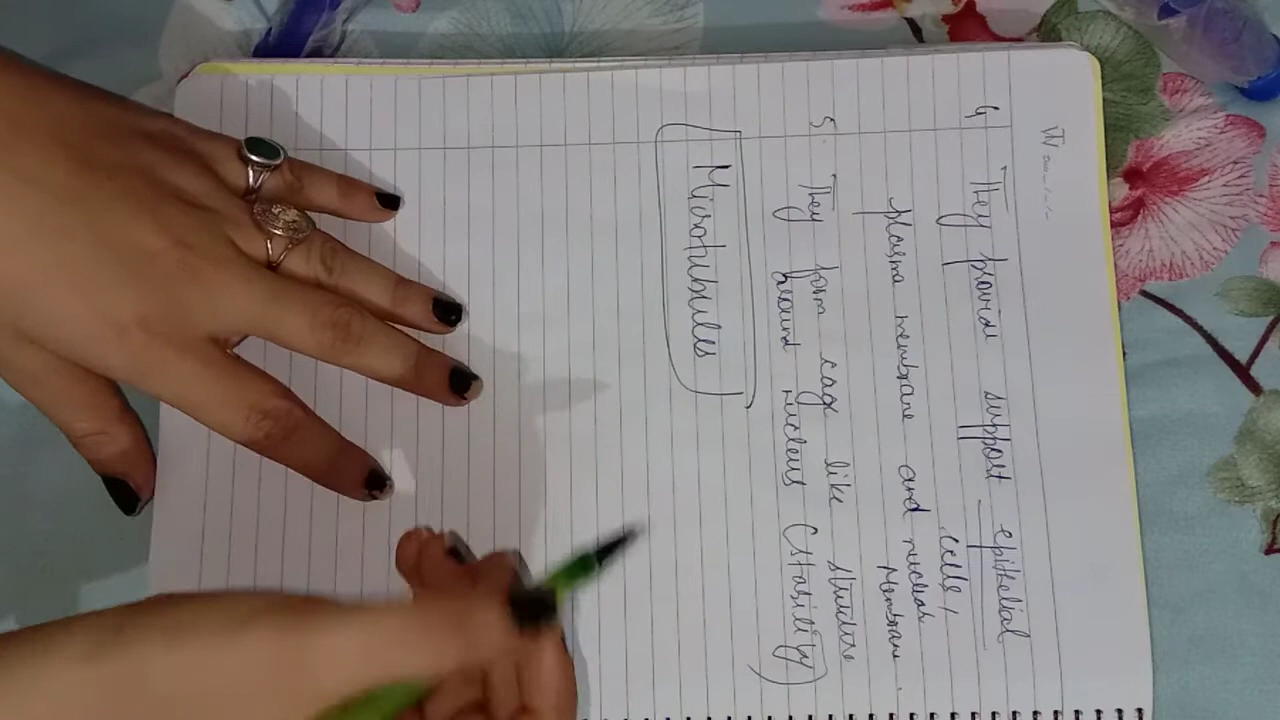 4 They provide support epithelial
cells,
plasma membrane and nuclear
Membrane.
5. They form cage like structure
around nucleus (stability)
Microtubules